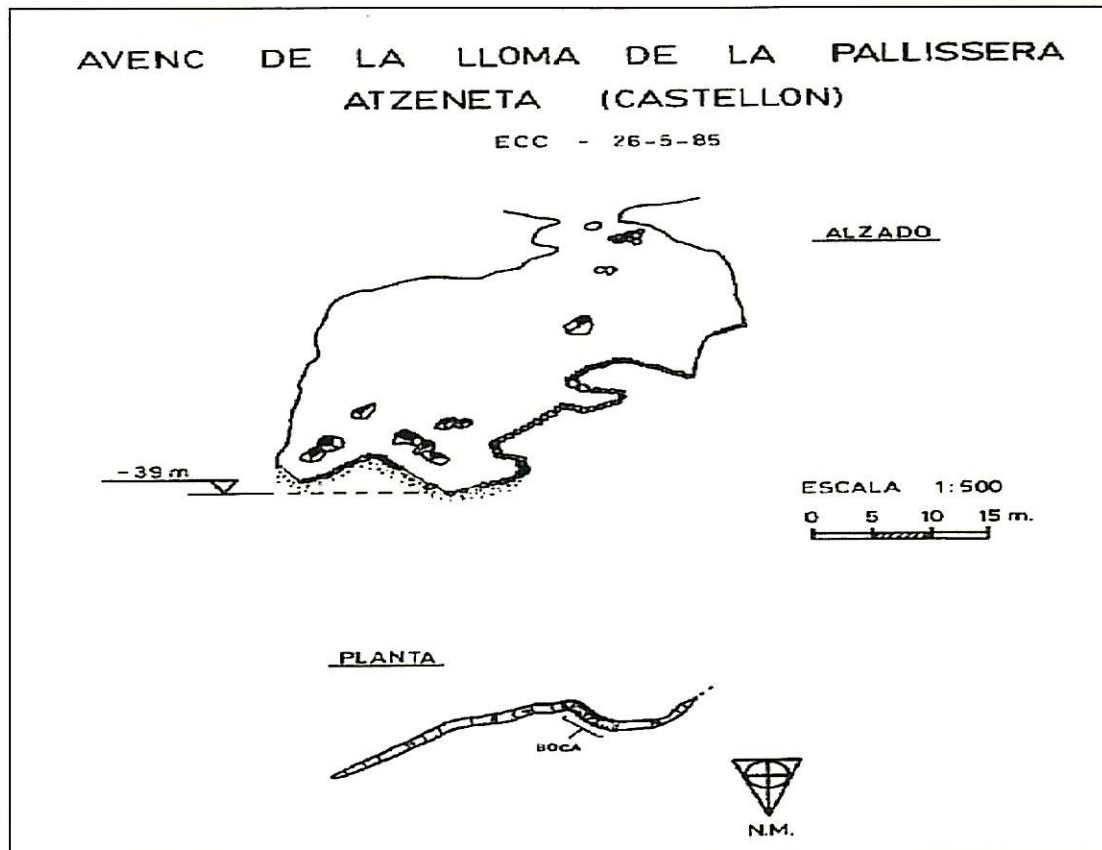 AVENC DE LA LLOMA DE LA PALLISSERA
ATZENETA (CASTELLON)
ECC - 26-5-85
ALZADO
-39 m
ESCALA 1:500
0 5 10 15 m.
PLANTA
BOCA
N.M.